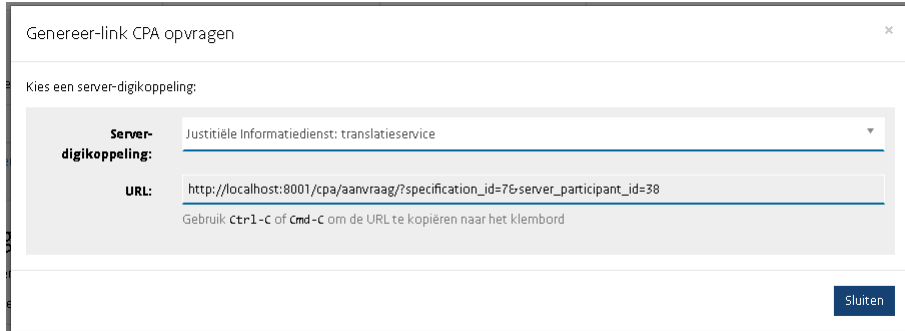 Genereer-link CPA opvragen
×
Kies een server-digikoppeling:
Server-
digikoppeling:
Justitiële Informatiedienst: translatieservice
URL:
http://localhost:8001/cpa/aanvraag/?specification_id=7&server_participant_id=38
Gebruik Ctrl-C of Cmd-C om de URL te kopiëren naar het klembord
Sluiten